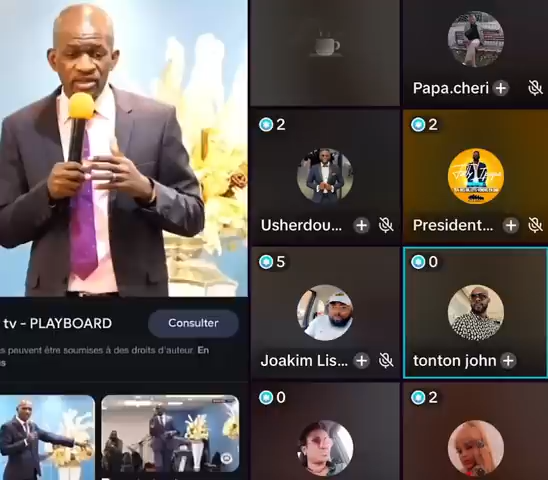 Papa.cheri
2
2
Usherdou...
President...
5
0
tv - PLAYBOARD
Consulter
Joakim Lis...
tonton john
s peuvent être soumises à des droits d'auteur. En
0
2